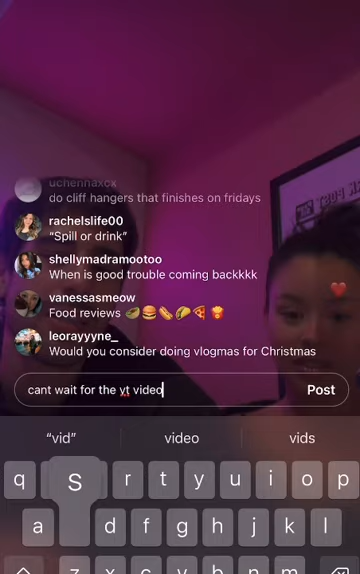 uchennaxox
do cliff hangers that finishes on fridays
rachelslife00
“Spill or drink”
shellymadramootoo
When is good trouble coming backkkk
vanessasmeow
Food reviews 🥙🍔🌭🌮🍕🍟
leorayyyne_
Would you consider doing vlogmas for Christmas
cant wait for the yt video
Post
“vid” video vids
q S r t y u i o p
a d f g h j k l
z x c v b n m